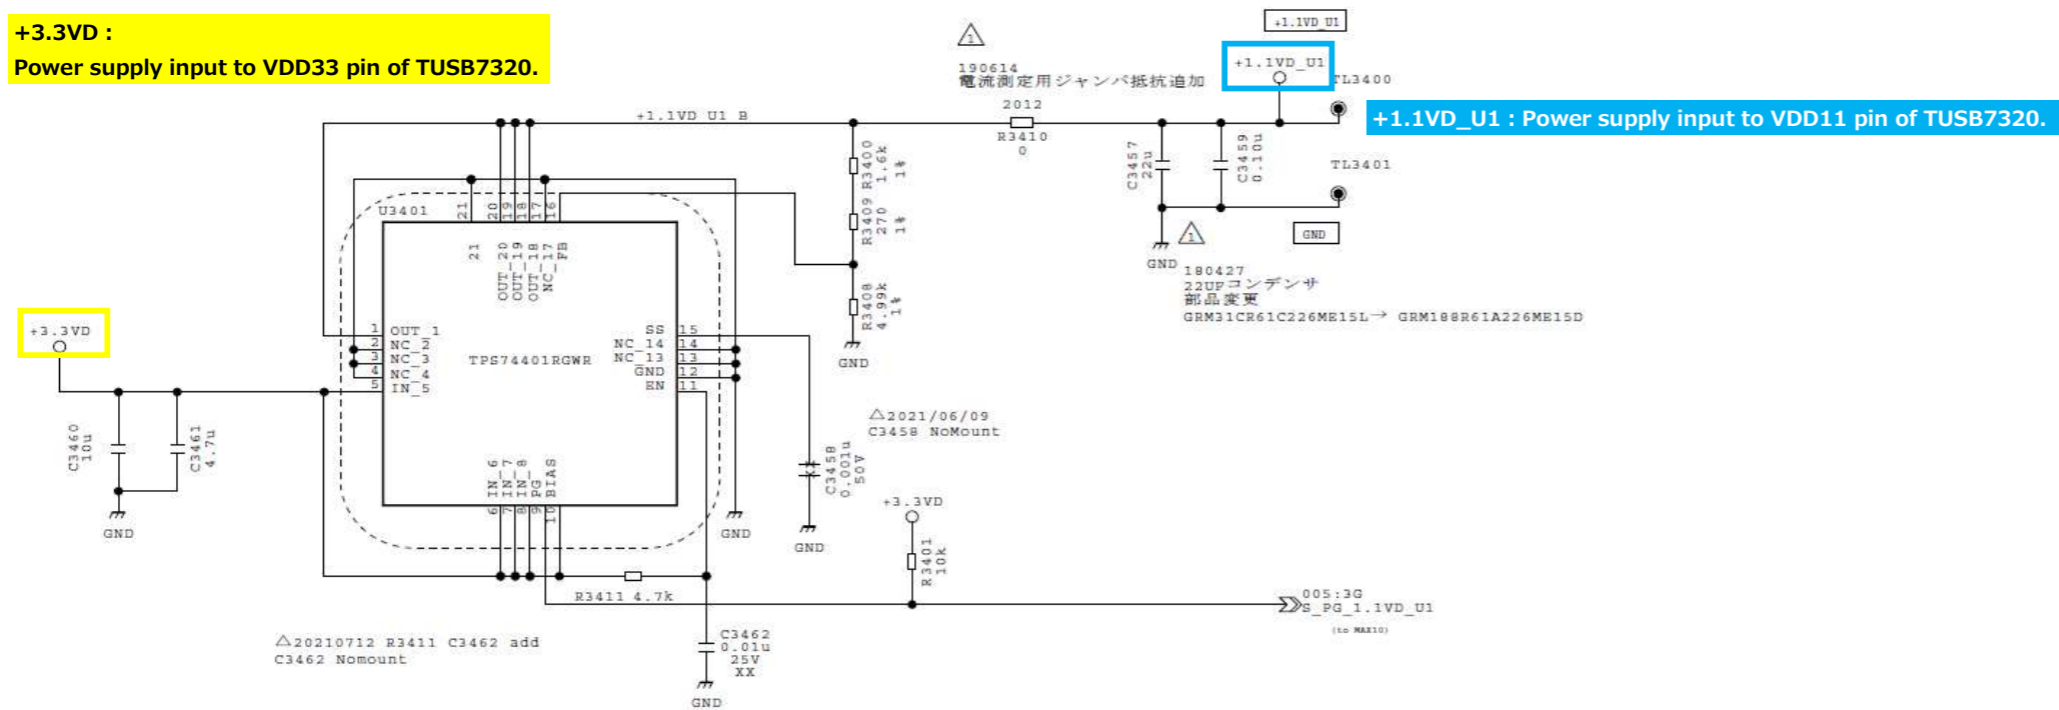 +3.3VD :
Power supply input to VDD33 pin of TUSB7320.
1
190614
電流測定用ジャンパ抵抗追加
+1.1VD_U1
+1.1VD_U1
TL3400
+1.1VD_U1 : Power supply input to VDD11 pin of TUSB7320.
+1.1VD_U1_B
2012
R3410
0
R3400
1.6k
1%
R3409
270
1%
R3408
4.99k
1%
GND
C3457
22u
C3459
0.10u
TL3401
GND
GND
1
180427
22UFコンデンサ
部品変更
GRM31CR61C226ME15L→ GRM188R61A226ME15D
U3401
21
20
19
18
17
16
21
OUT_20
OUT_19
OUT_18
NC_17
FB
+3.3VD
1 OUT_1
2 NC_2
3 NC_3
4 NC_4
5 IN_5
TPS74401RGWR
SS 15
NC_14 14
NC_13 13
GND 12
EN 11
C3460
10u
C3461
4.7u
GND
IN_6
IN_7
IN_8
PG
BIAS
6
7
8
9
10
GND
△2021/06/09
C3458 NoMount
C3458
0.001u
50V
GND
+3.3VD
R3401
10k
R3411 4.7k
005:3G
S_PG_1.1VD_U1
(to MAX10)
△20210712 R3411 C3462 add
C3462 Nomount
C3462
0.01u
25V
XX
GND